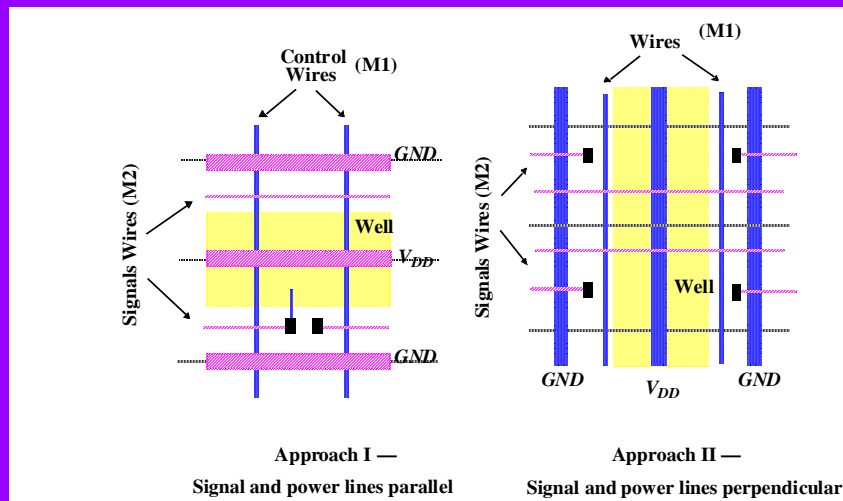 Control
Wires
(M1)
Signals Wires (M2)
GND
Well
VDD
GND
Approach I —
Signal and power lines parallel
Wires
(M1)
Signals Wires (M2)
Well
GND
VDD
GND
Approach II —
Signal and power lines perpendicular